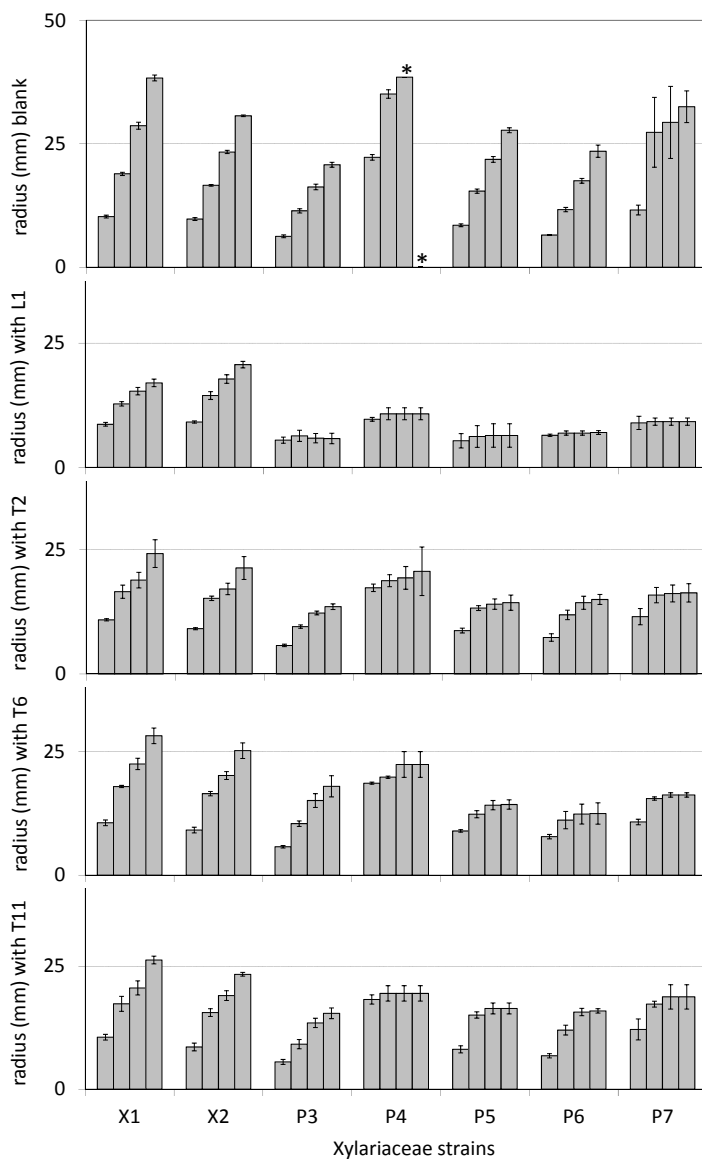 50
radius (mm) blank
25
0
*
*
radius (mm) with L1
25
0
radius (mm) with T2
25
0
radius (mm) with T6
25
0
radius (mm) with T11
25
0
X1 X2 P3 P4 P5 P6 P7
Xylariaceae strains